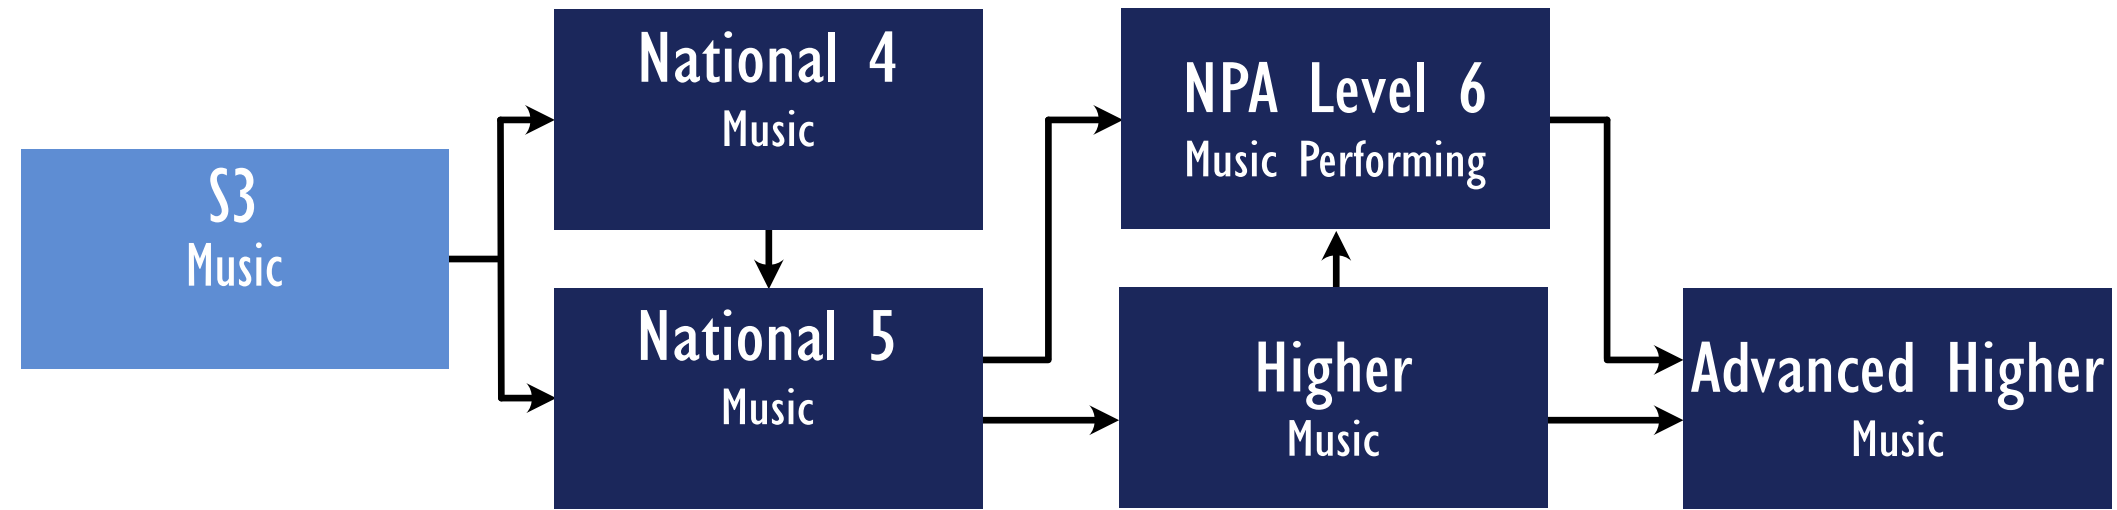 S3
Music
National 4
Music
National 5
Music
NPA Level 6
Music Performing
Higher
Music
Advanced Higher
Music